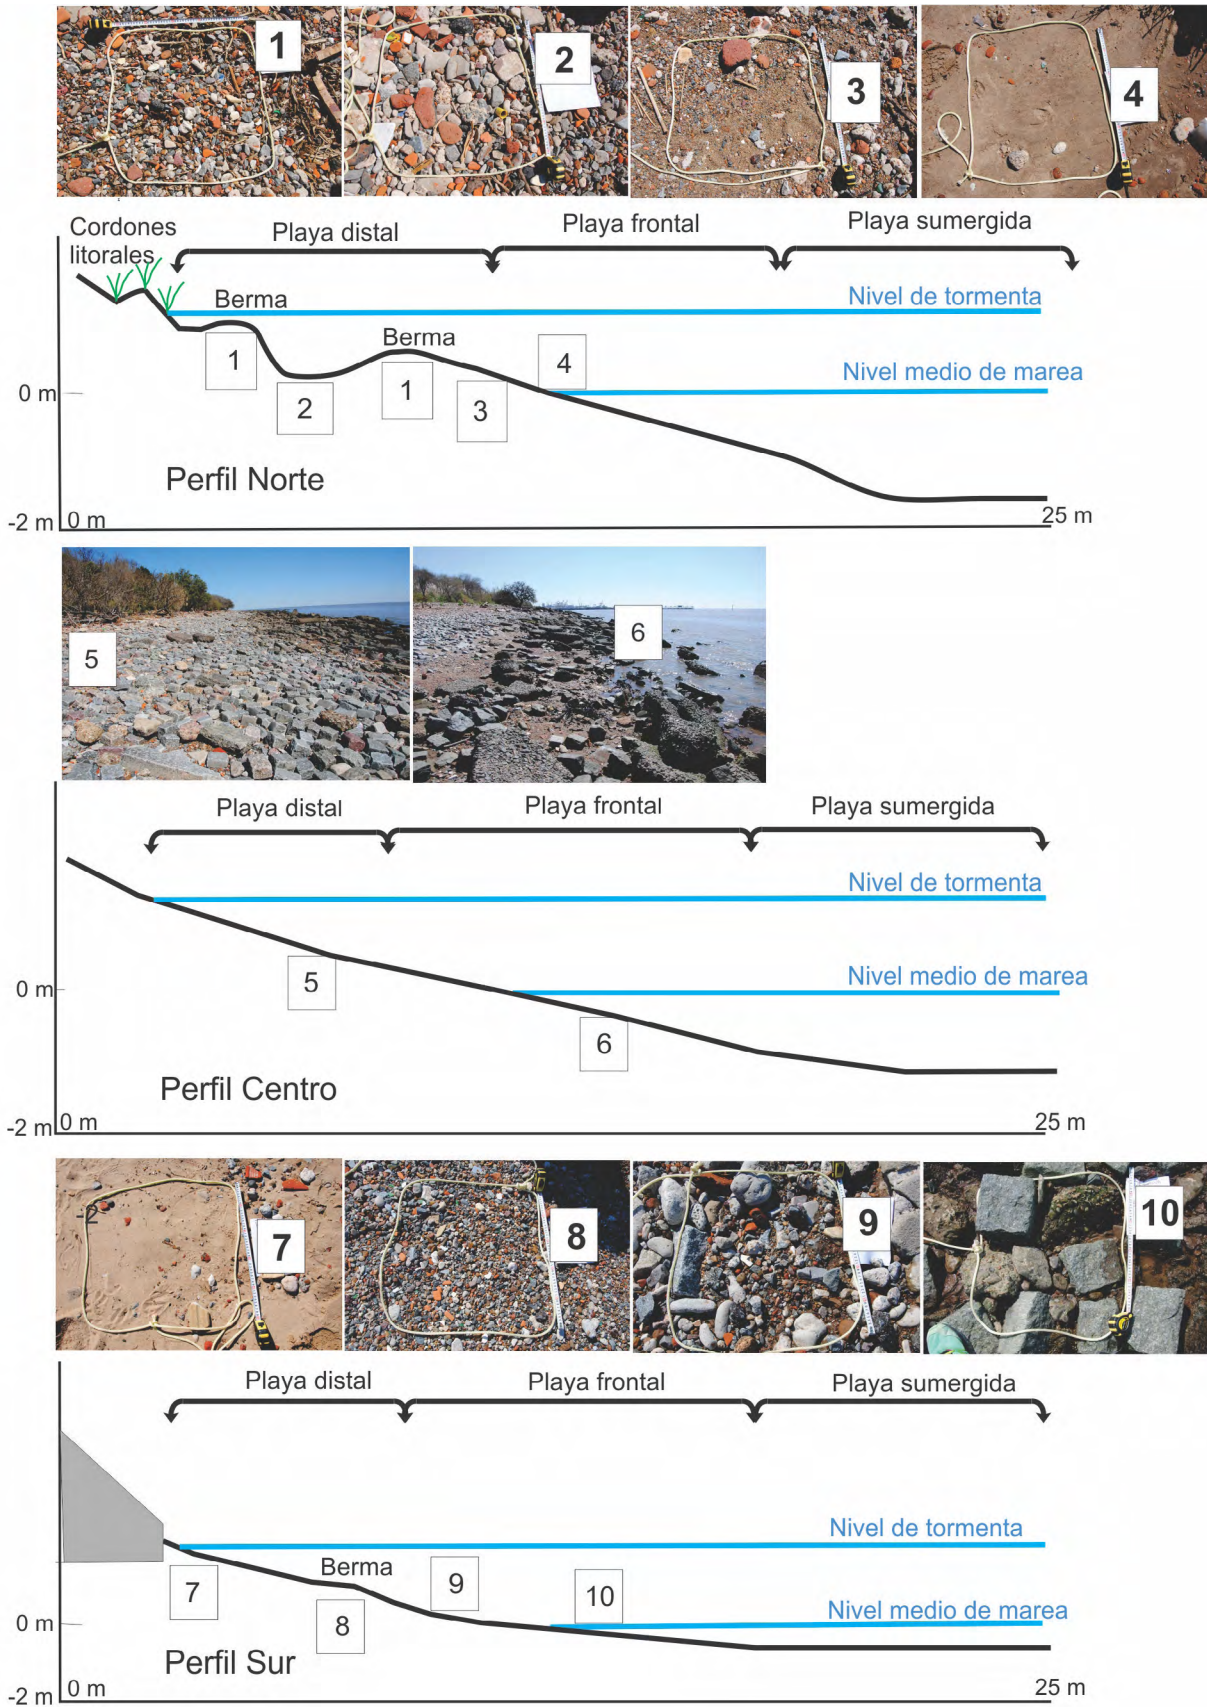 1
2
3
4
Cordones
litorales
Playa distal
Playa frontal
Playa sumergida
Nivel de tormenta
Berma
Berma
Nivel medio de marea
1
2
1
3
4
0 m
Perfil Norte
-2 m
0 m
25 m
5
6
Playa distal
Playa frontal
Playa sumergida
Nivel de tormenta
Nivel medio de marea
5
0 m
6
Perfil Centro
-2 m
0 m
25 m
2
7
8
9
10
Playa distal
Playa frontal
Playa sumergida
Nivel de tormenta
Berma
7
8
9
10
Nivel medio de marea
0 m
Perfil Sur
-2 m
0 m
25 m